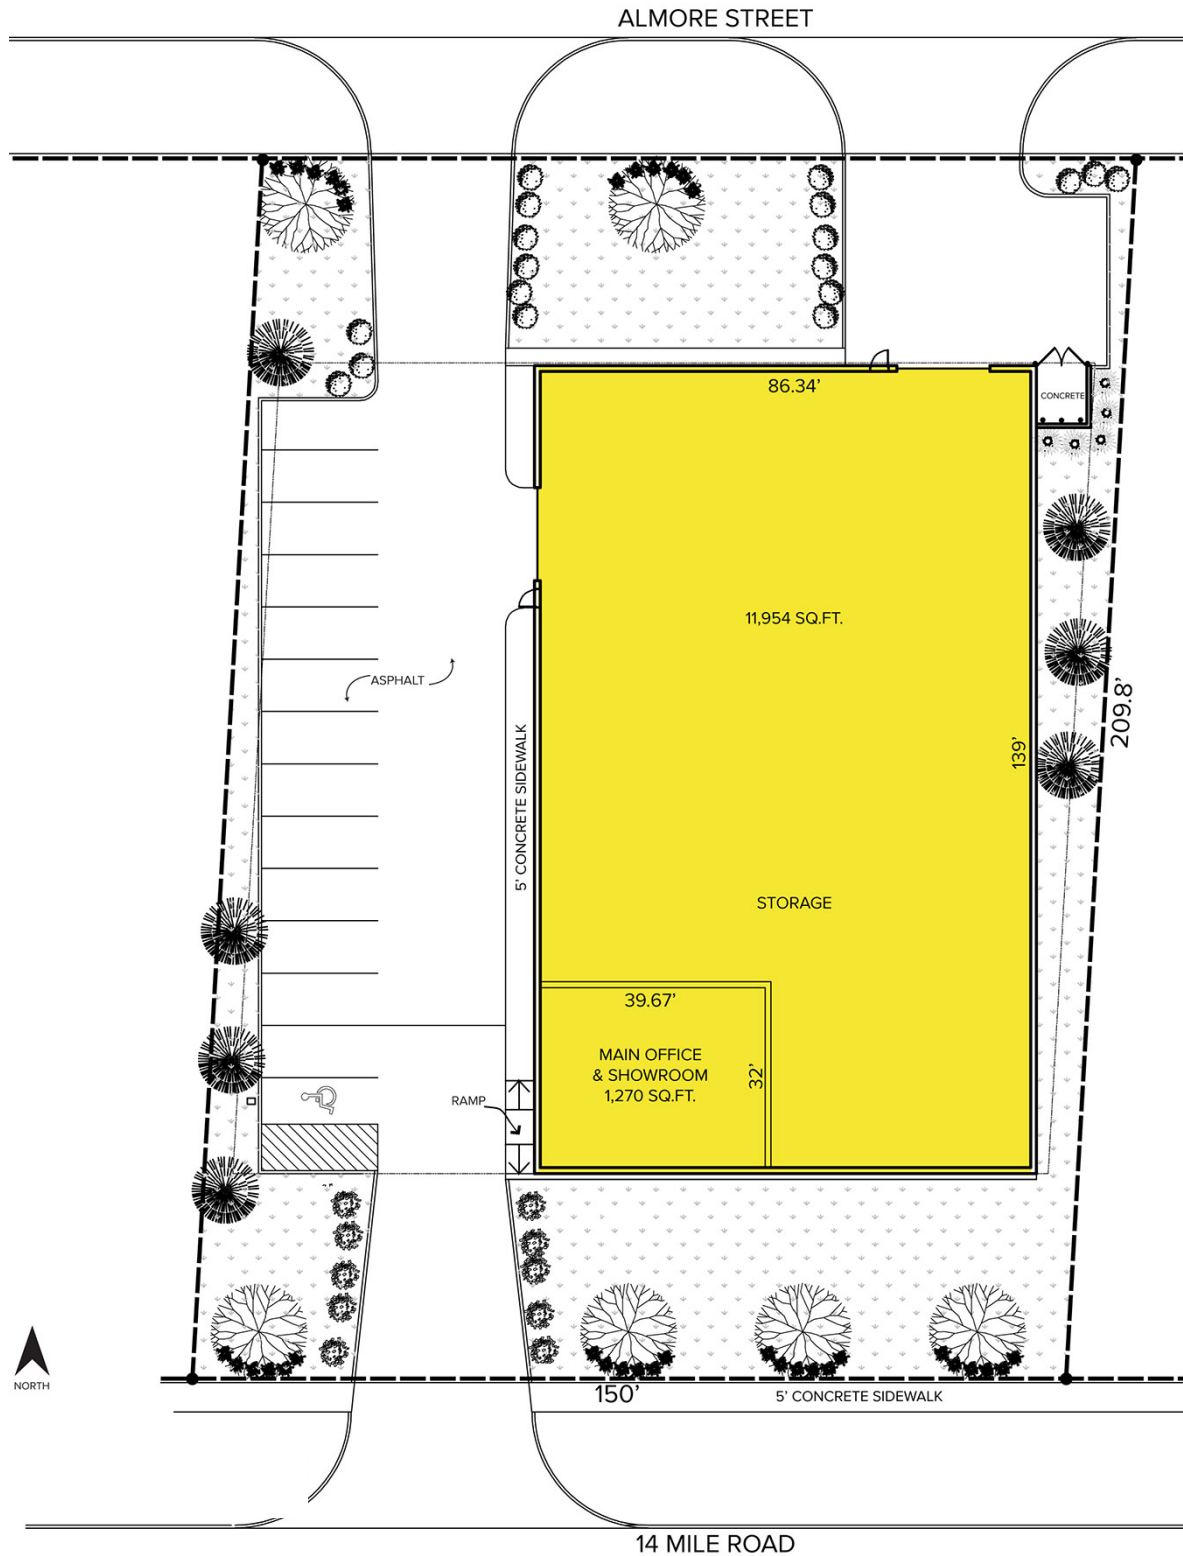 ALMORE STREET
86.34’
CONCRETE
11,954 SQ.FT.
ASPHALT
209.8’
139’
5’ CONCRETE SIDEWALK
STORAGE
39.67’
MAIN OFFICE
& SHOWROOM
1,270 SQ.FT.
32’
RAMP
NORTH
150’
5’ CONCRETE SIDEWALK
14 MILE ROAD